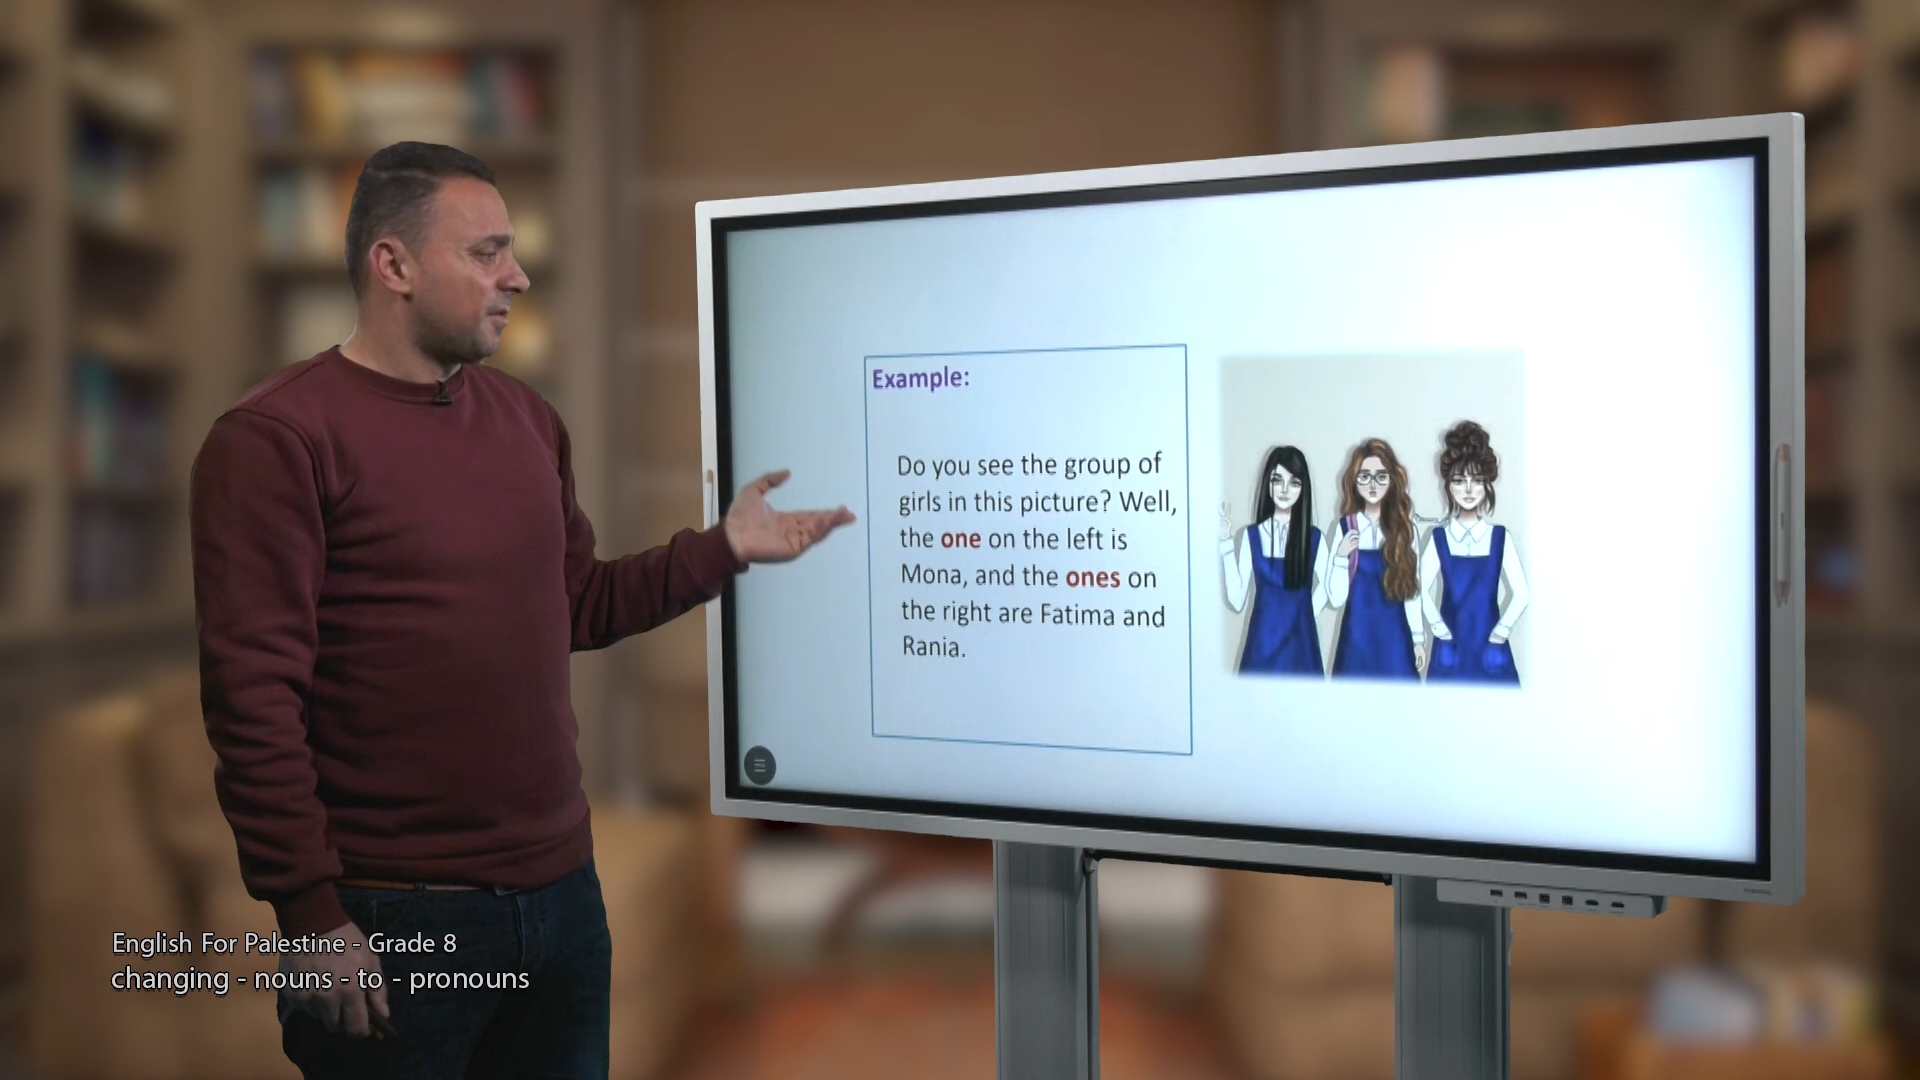 Example:
Do you see the group of
girls in this picture? Well,
the one on the left is
Mona, and the ones on
the right are Fatima and
Rania.
English For Palestine - Grade 8
changing - nouns - to - pronouns